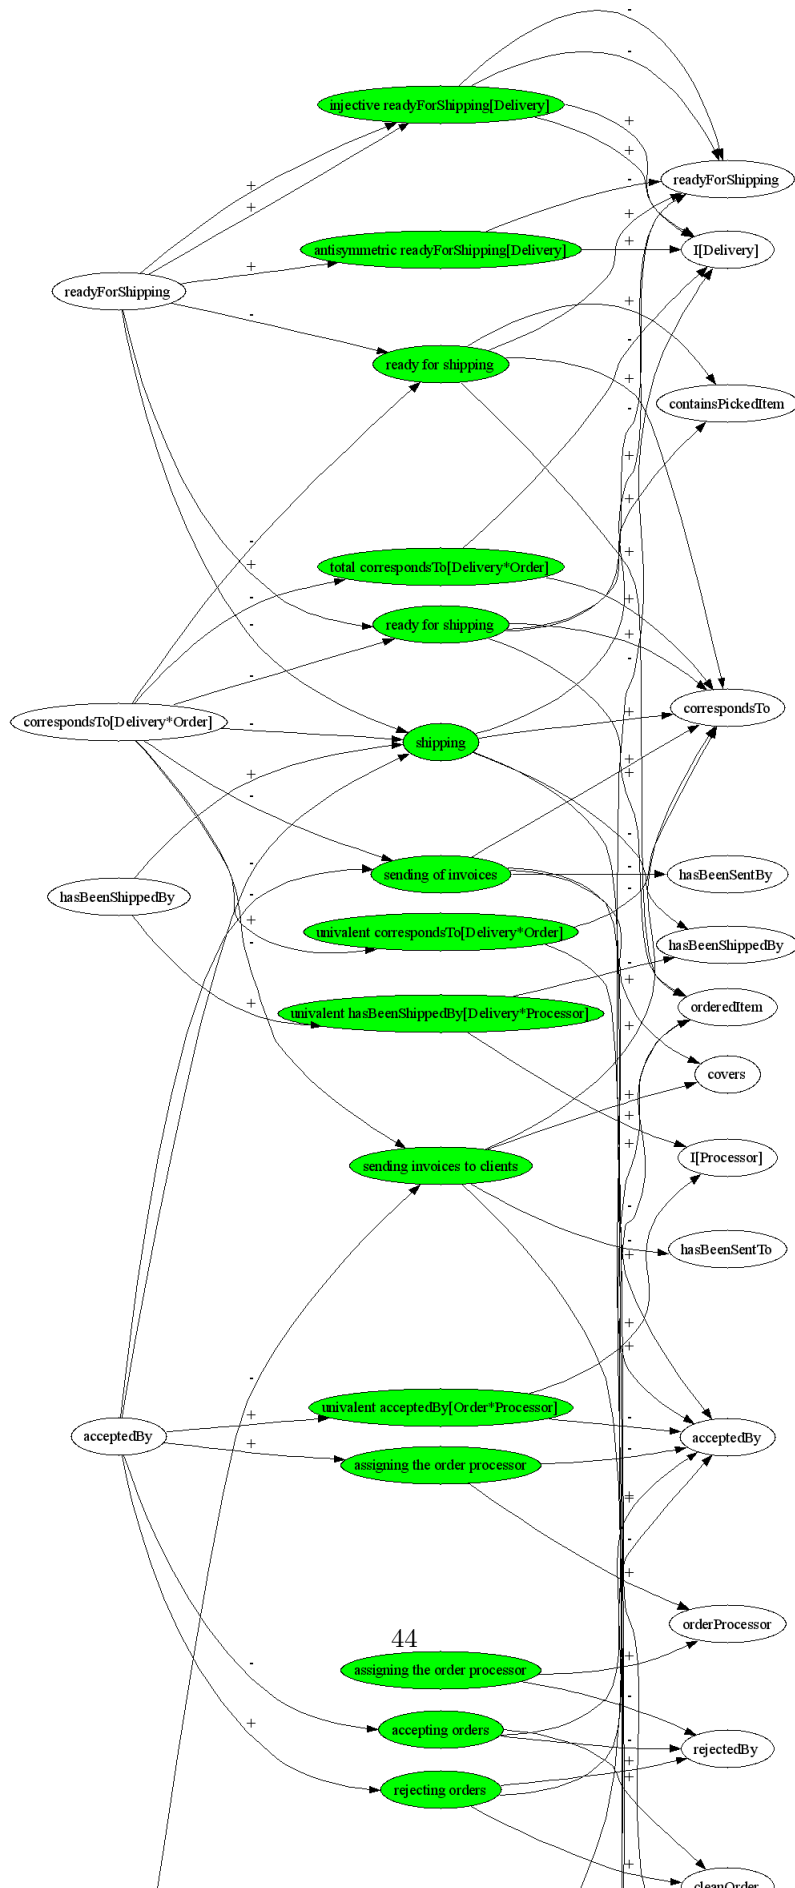 -
-
injective readyForShipping[Delivery]
+
+
readyForShipping
-
+
+
+
antisymmetric readyForShipping[Delivery]
+
I[Delivery]
+
readyForShipping
+
-
-
ready for shipping
+
containsPickedItem
-
+
+
-
+
total correspondsTo[Delivery*Order]
+
-
+
ready for shipping
-
+
-
-
correspondsTo
+
correspondsTo[Delivery*Order]
-
shipping
+
+
+
-
-
-
sending of invoices
-
hasBeenSentBy
-
hasBeenShippedBy
-
+
univalent correspondsTo[Delivery*Order]
-
hasBeenShippedBy
-
+
univalent hasBeenShippedBy[Delivery*Processor]
orderedItem
+
covers
+
+
+
I[Processor]
sending invoices to clients
-
-
+
hasBeenSentTo
+
+
-
univalent acceptedBy[Order*Processor]
+
-
acceptedBy
acceptedBy
+
-
assigning the order processor
+
-
+
orderProcessor
44
-
+
assigning the order processor
-
+
accepting orders
-
rejectedBy
+
+
rejecting orders
+
cleanOrder